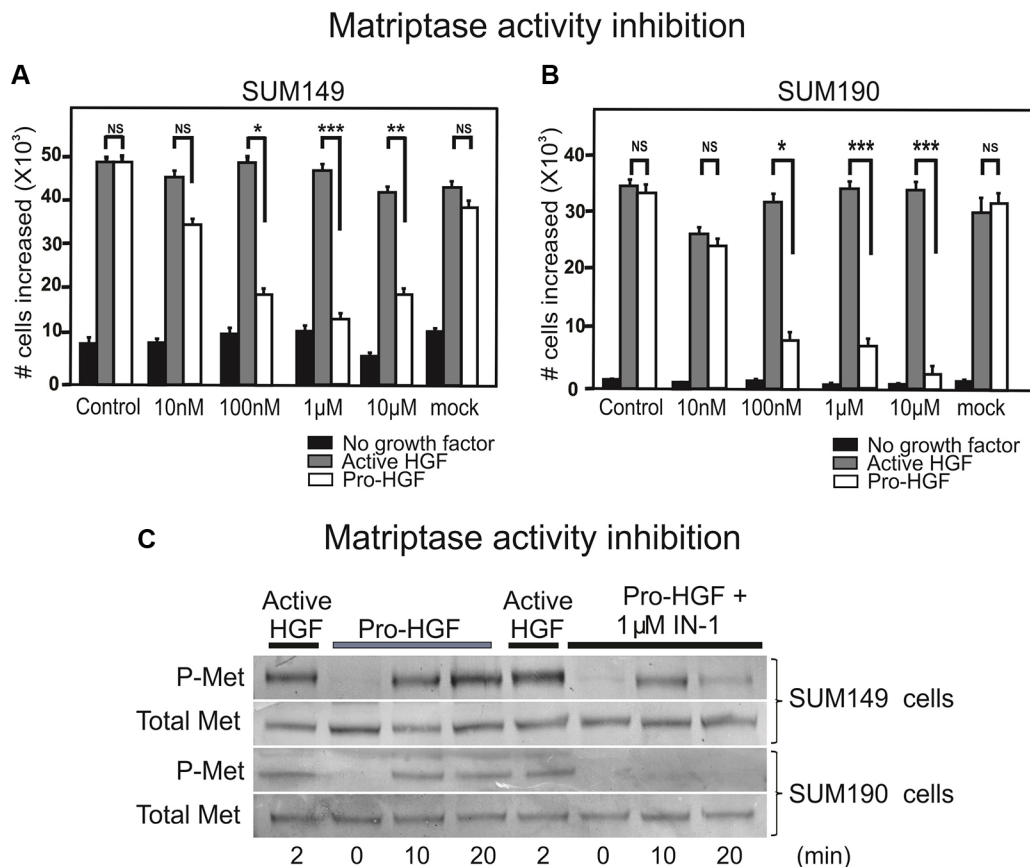 Matriptase activity inhibition
A
SUM149
# cells increased (X10³)
50
40
30
20
10
0
NS
NS
*
***
**
NS
Control 10nM 100nM 1µM 10µM mock
No growth factor
Active HGF
Pro-HGF
B
SUM190
# cells increased (X10³)
40
30
20
10
0
NS
NS
*
***
***
NS
Control 10nM 100nM 1µM 10µM mock
No growth factor
Active HGF
Pro-HGF
C
Matriptase activity inhibition
Active HGF
Pro-HGF
Active HGF
Pro-HGF +
1µM IN-1
P-Met
Total Met
SUM149 cells
P-Met
Total Met
SUM190 cells
2 0 10 20 2 0 10 20 (min)